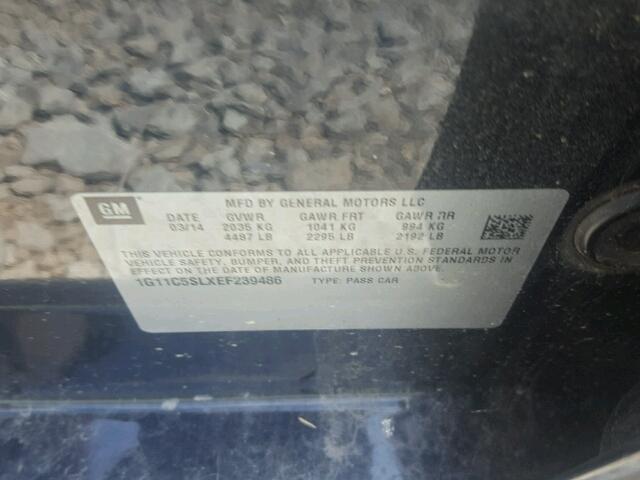 GM
MFD BY GENERAL MOTORS LLC
DATE GVWR GAWR FRT GAWR RR
03/14 2035 KG 1041 KG 994 KG
4487 LB 2295 LB 2192 LB
THIS VEHICLE CONFORMS TO ALL APPLICABLE U.S. FEDERAL MOTOR
VEHICLE SAFETY, BUMPER, AND THEFT PREVENTION STANDARDS IN
EFFECT ON THE DATE OF MANUFACTURE SHOWN ABOVE.
1G11C5SLXEF239486 TYPE: PASS CAR